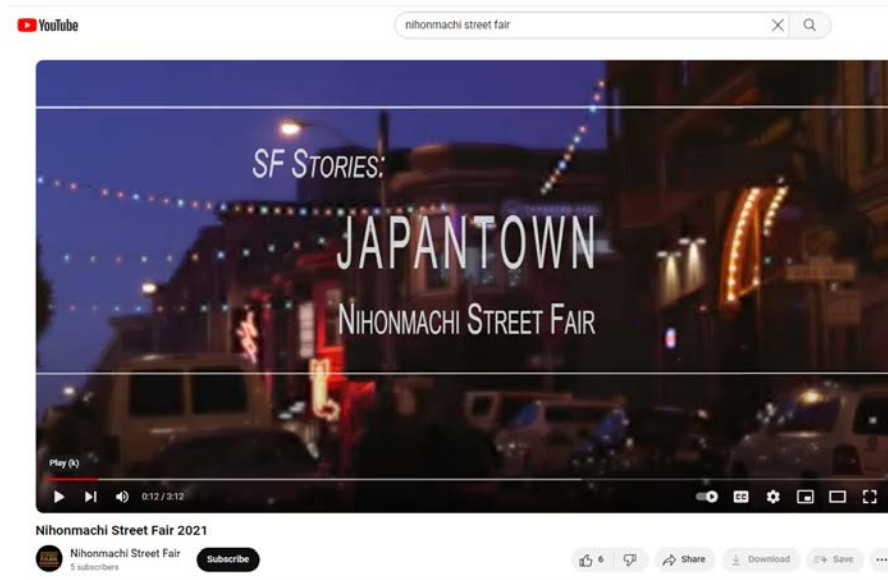 YouTube
nihonmachi street fair
SF STORIES:
JAPANTOWN
NIHONMACHI STREET FAIR
Play (k)
0:12 / 3:12
CC
Nihonmachi Street Fair 2021
Nihonmachi Street Fair
5 subscribers
Subscribe
6
Share
Download
Save